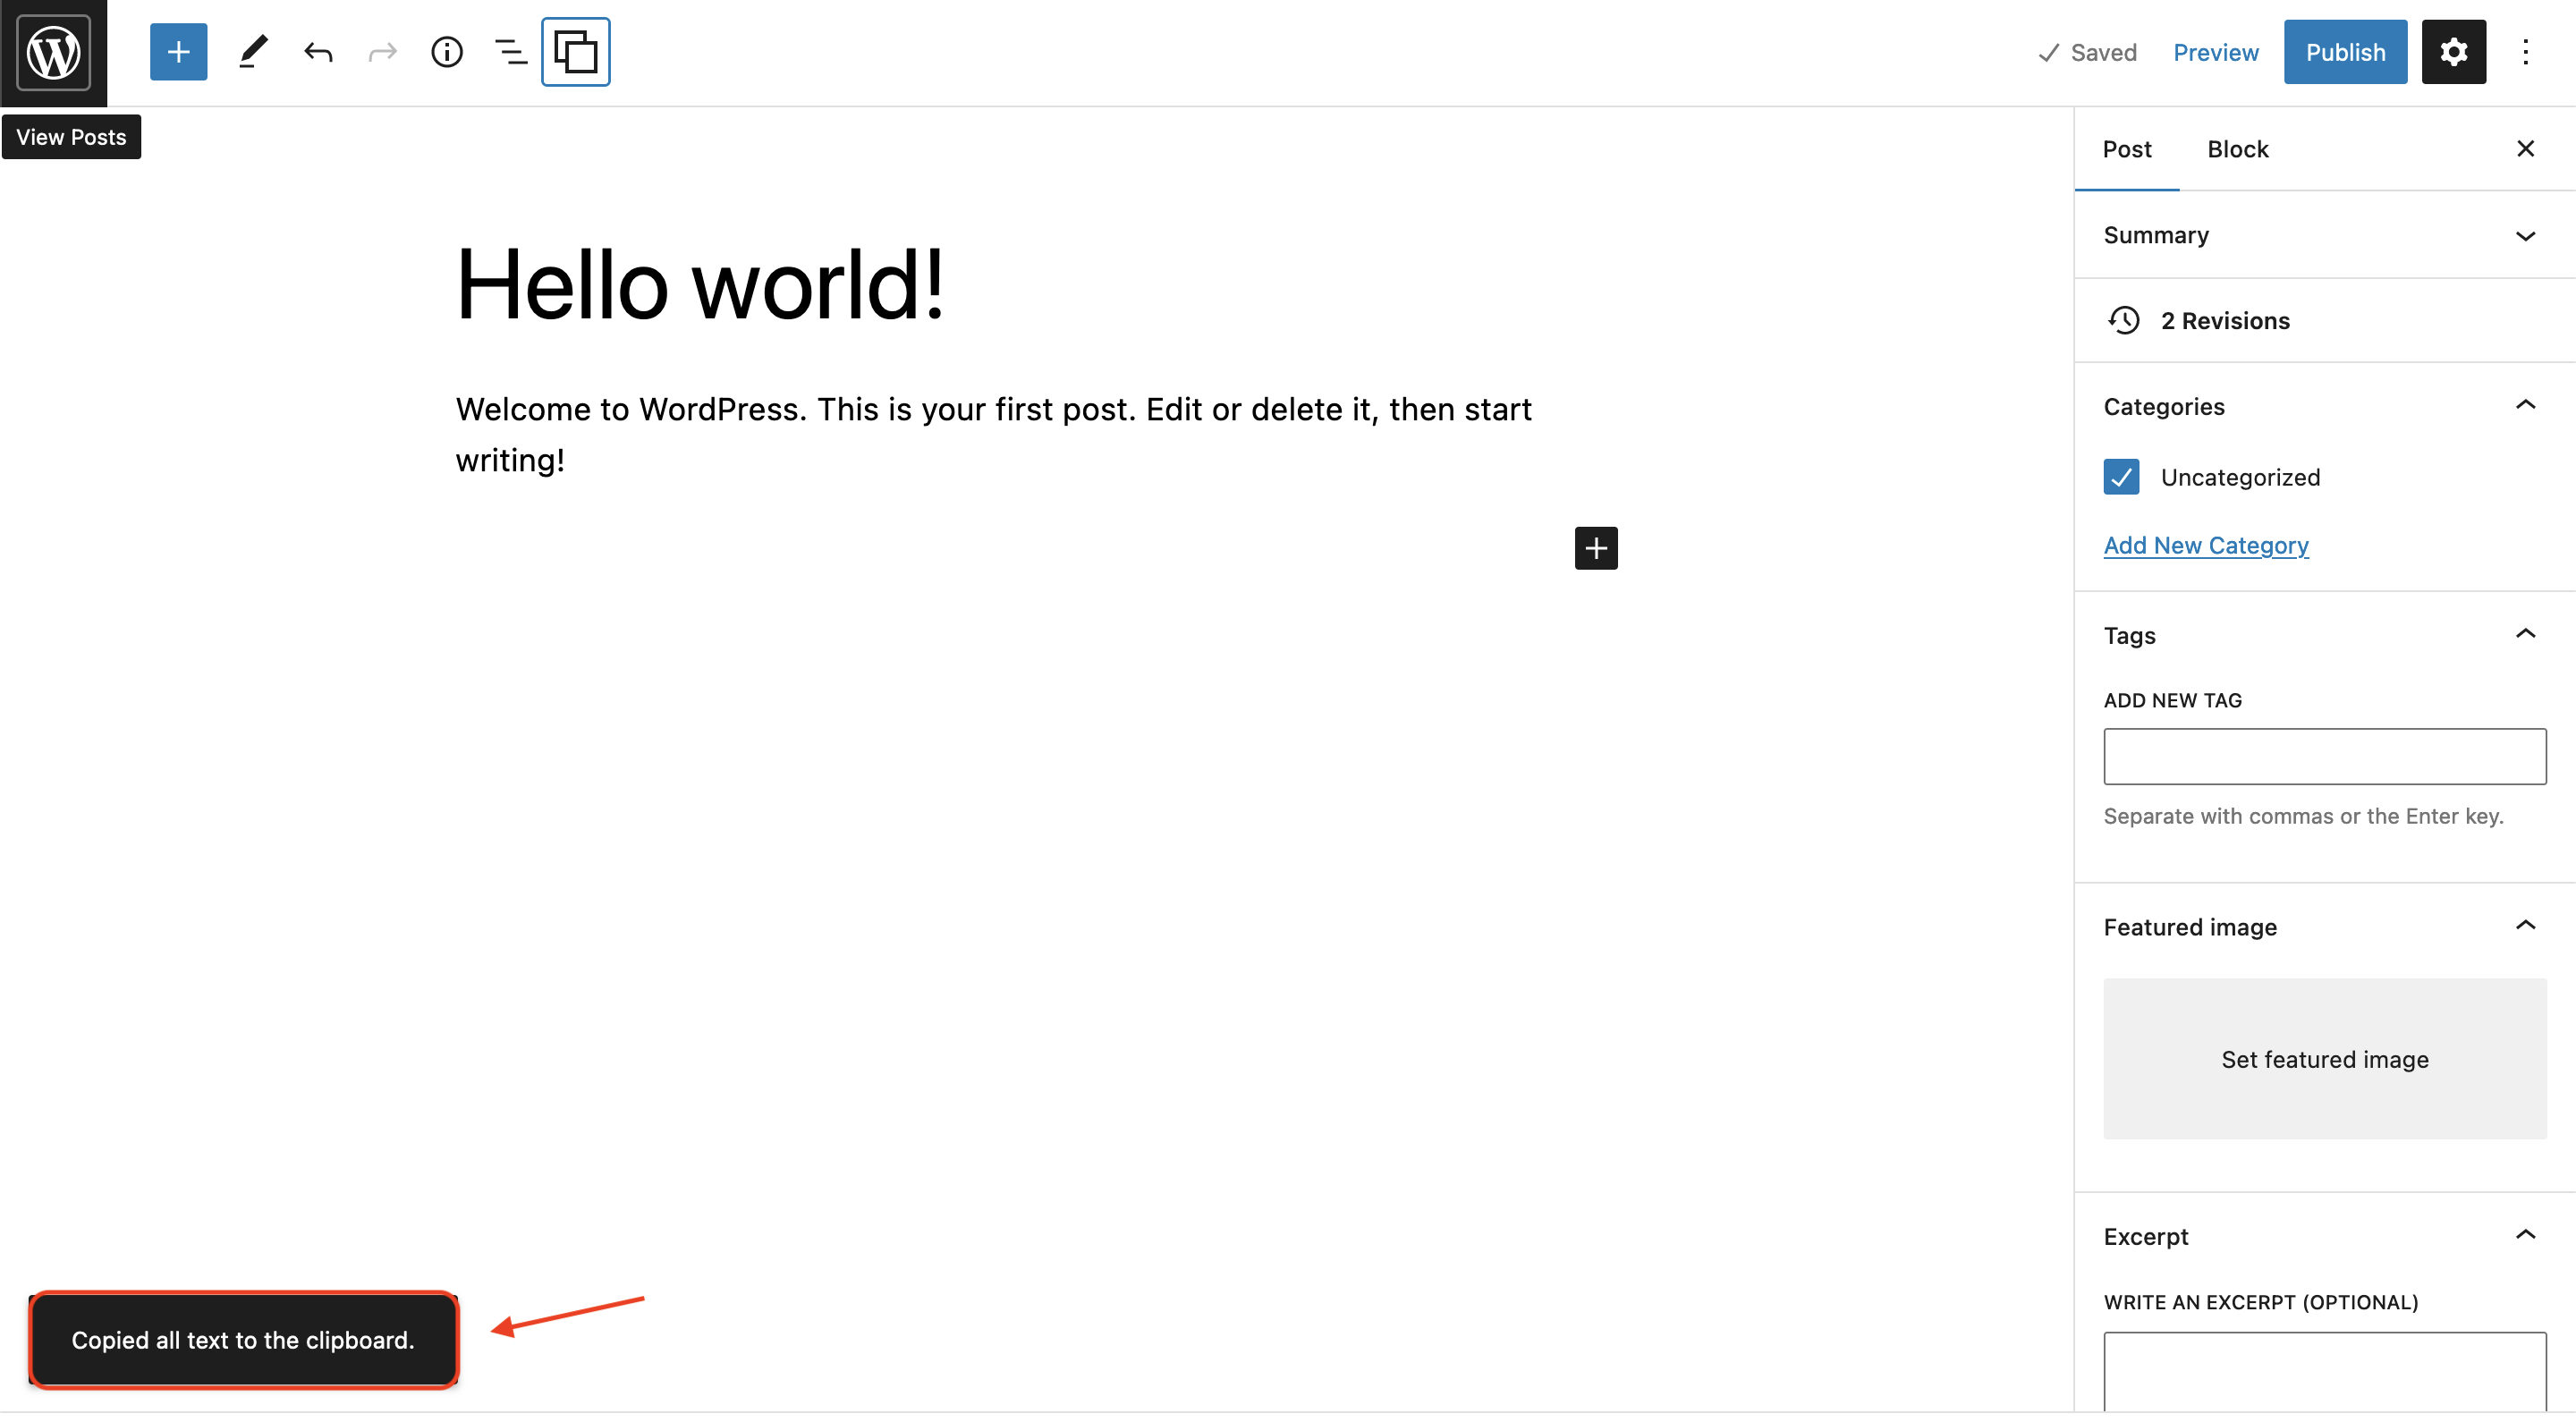 Saved
Preview
Publish
View Posts
Hello world!
Welcome to WordPress. This is your first post. Edit or delete it, then start
writing!
Copied all text to the clipboard.
Post
Block
Summary
2 Revisions
Categories
Uncategorized
Add New Category
Tags
ADD NEW TAG
Separate with commas or the Enter key.
Featured image
Set featured image
Excerpt
WRITE AN EXCERPT (OPTIONAL)